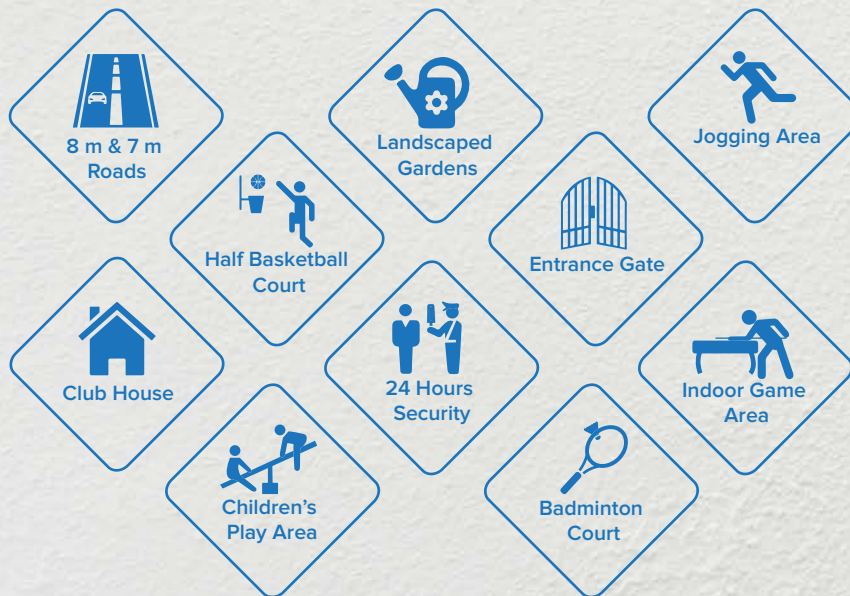 8 m & 7 m
Roads
Landscaped
Gardens
Jogging Area
Half Basketball
Court
Entrance Gate
Club House
24 Hours
Security
Indoor Game
Area
Children's
Play Area
Badminton
Court